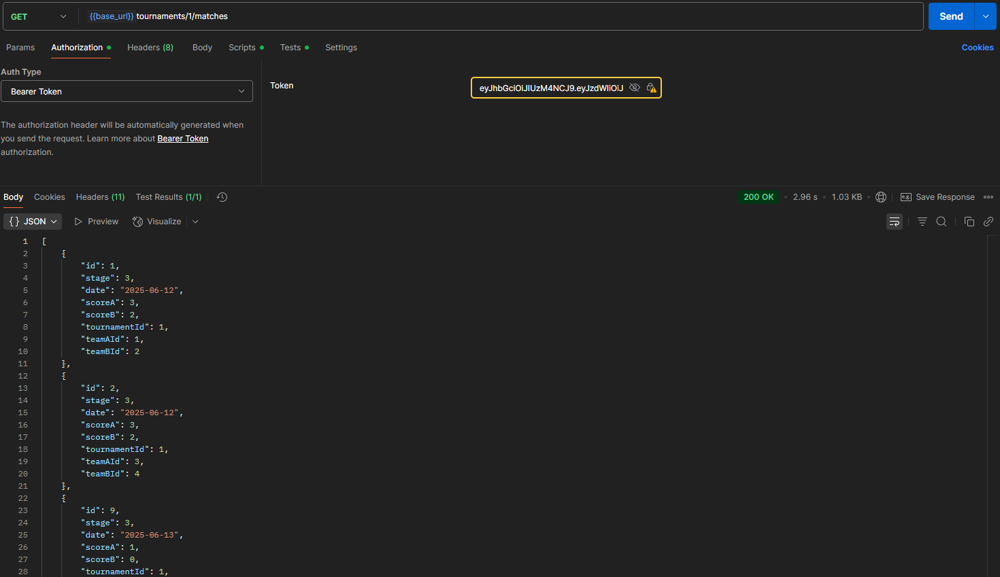 GET {{base_url}} tournaments/1/matches Send
Params Authorization Headers (8) Body Scripts Tests Settings Cookies
Auth Type
Bearer Token
Token eyJhbGciOiJIUzM4NCJ9.eyJzdWIiOiJ
The authorization header will be automatically generated when
you send the request. Learn more about Bearer Token
authorization.
Body Cookies Headers (11) Test Results (1/1) 200 OK 2.96 s 1.03 KB e.g. Save Response
{} JSON Preview Visualize
1 [
2 {
3 "id": 1,
4 "stage": 3,
5 "date": "2025-06-12",
6 "scoreA": 3,
7 "scoreB": 2,
8 "tournamentId": 1,
9 "teamAId": 1,
10 "teamBId": 2
11 },
12 {
13 "id": 2,
14 "stage": 3,
15 "date": "2025-06-12",
16 "scoreA": 3,
17 "scoreB": 2,
18 "tournamentId": 1,
19 "teamAId": 3,
20 "teamBId": 4
21 },
22 {
23 "id": 9,
24 "stage": 3,
25 "date": "2025-06-13",
26 "scoreA": 1,
27 "scoreB": 0,
28 "tournamentId": 1,